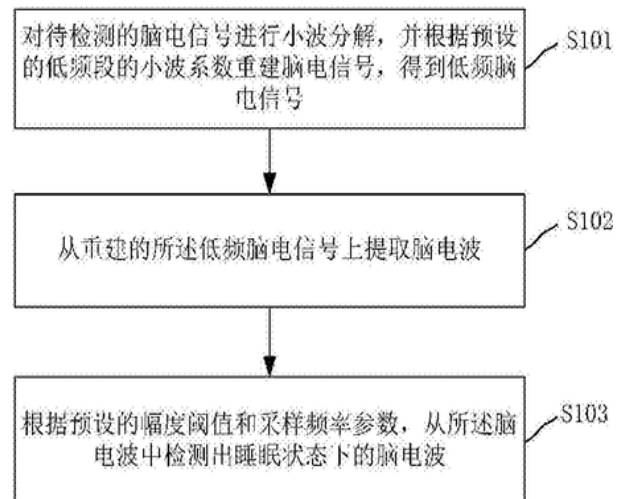 对待检测的脑电信号进行小波分解，并根据预设
的低频段的小波系数重建脑电信号，得到低频脑
电信号
S101
从重建的所述低频脑电信号上提取脑电波
S102
根据预设的幅度阈值和采样频率参数，从所述脑
电波中检测出睡眠状态下的脑电波
S103